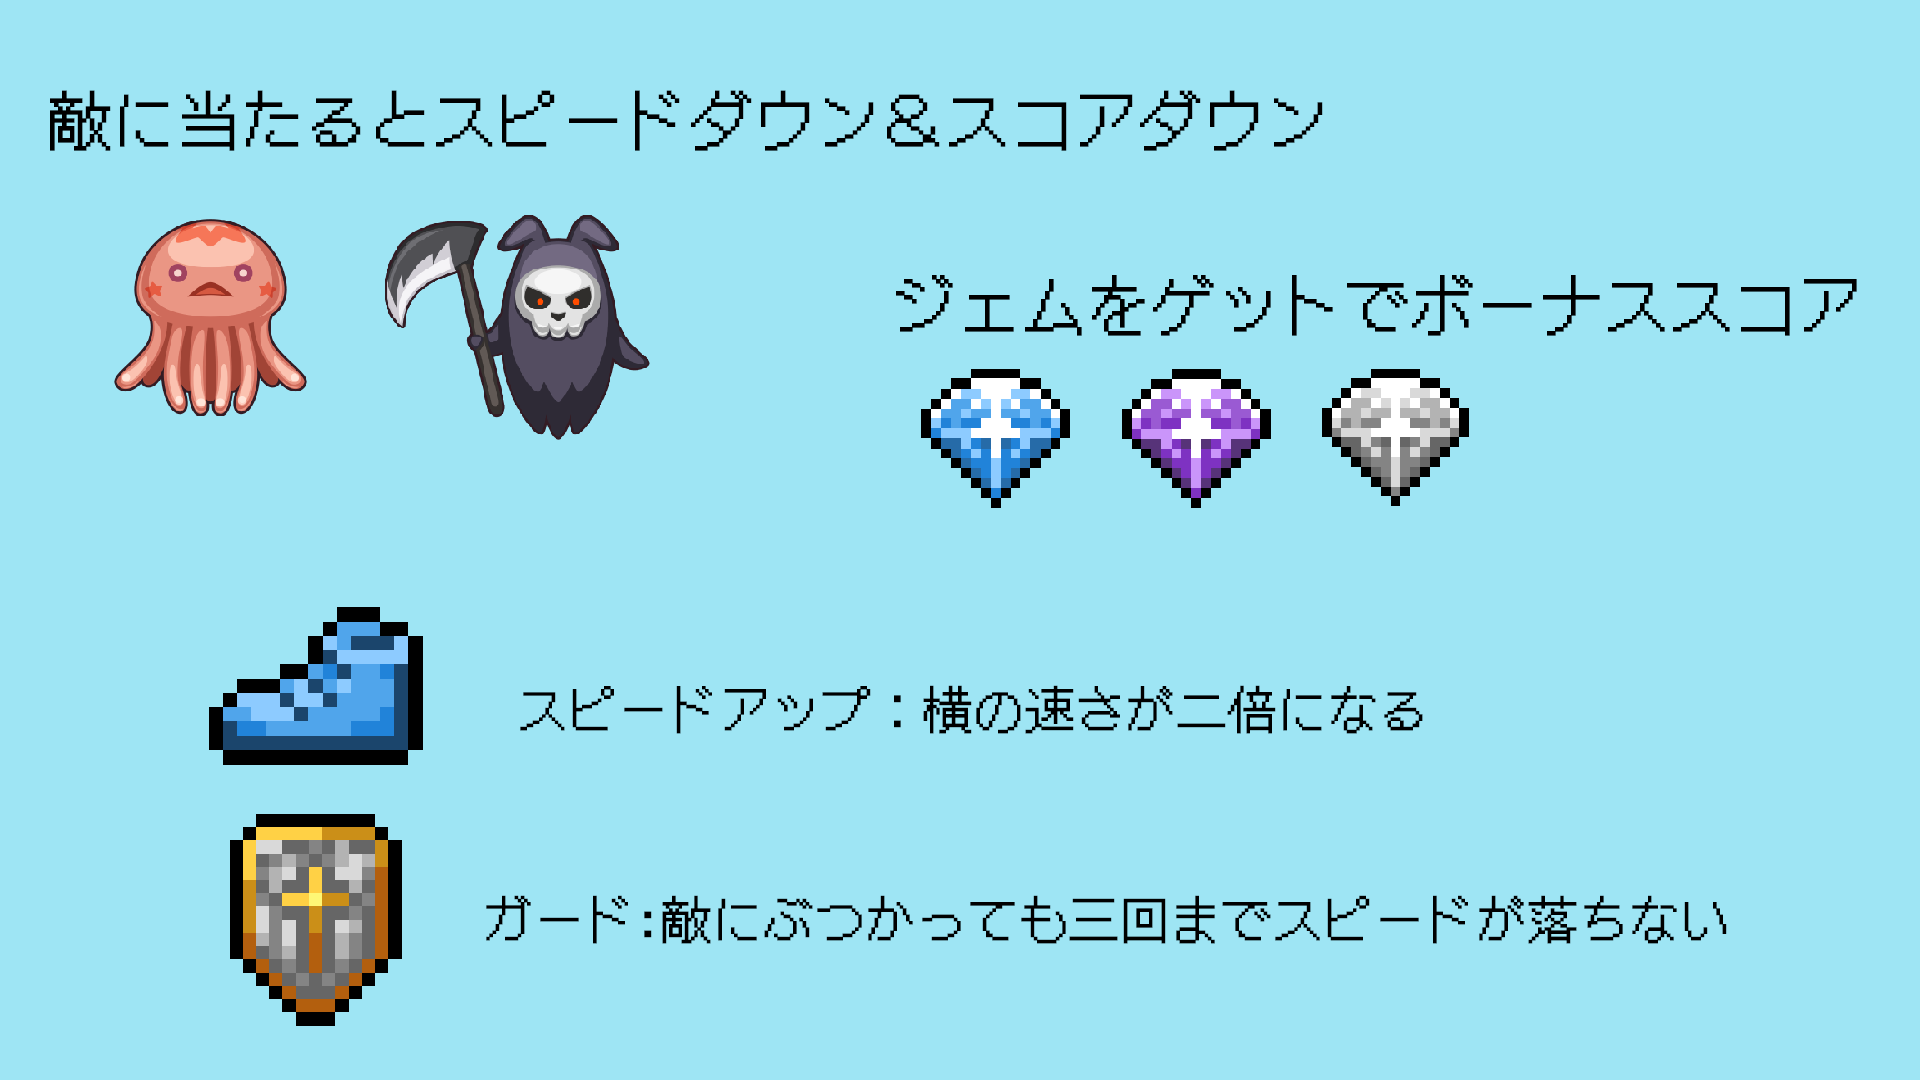 敵に当たるとスピードダウン&スコアダウン
ジェムをゲットでボーナススコア
スピードアップ：横の速さが二倍になる
ガード:敵にぶつかっても三回までスピードが落ちない